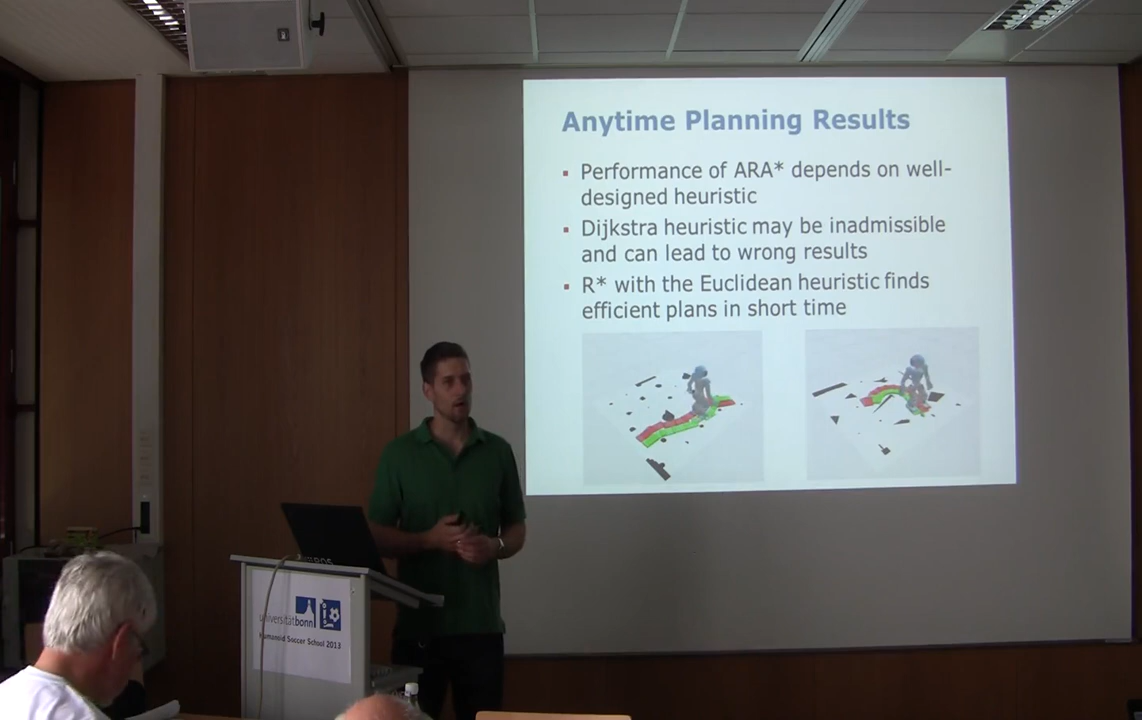 Anytime Planning Results
▪ Performance of ARA* depends on well-
designed heuristic
▪ Dijkstra heuristic may be inadmissible
and can lead to wrong results
▪ R* with the Euclidean heuristic finds
efficient plans in short time
universitätbonn
Humanoid Soccer School 2013